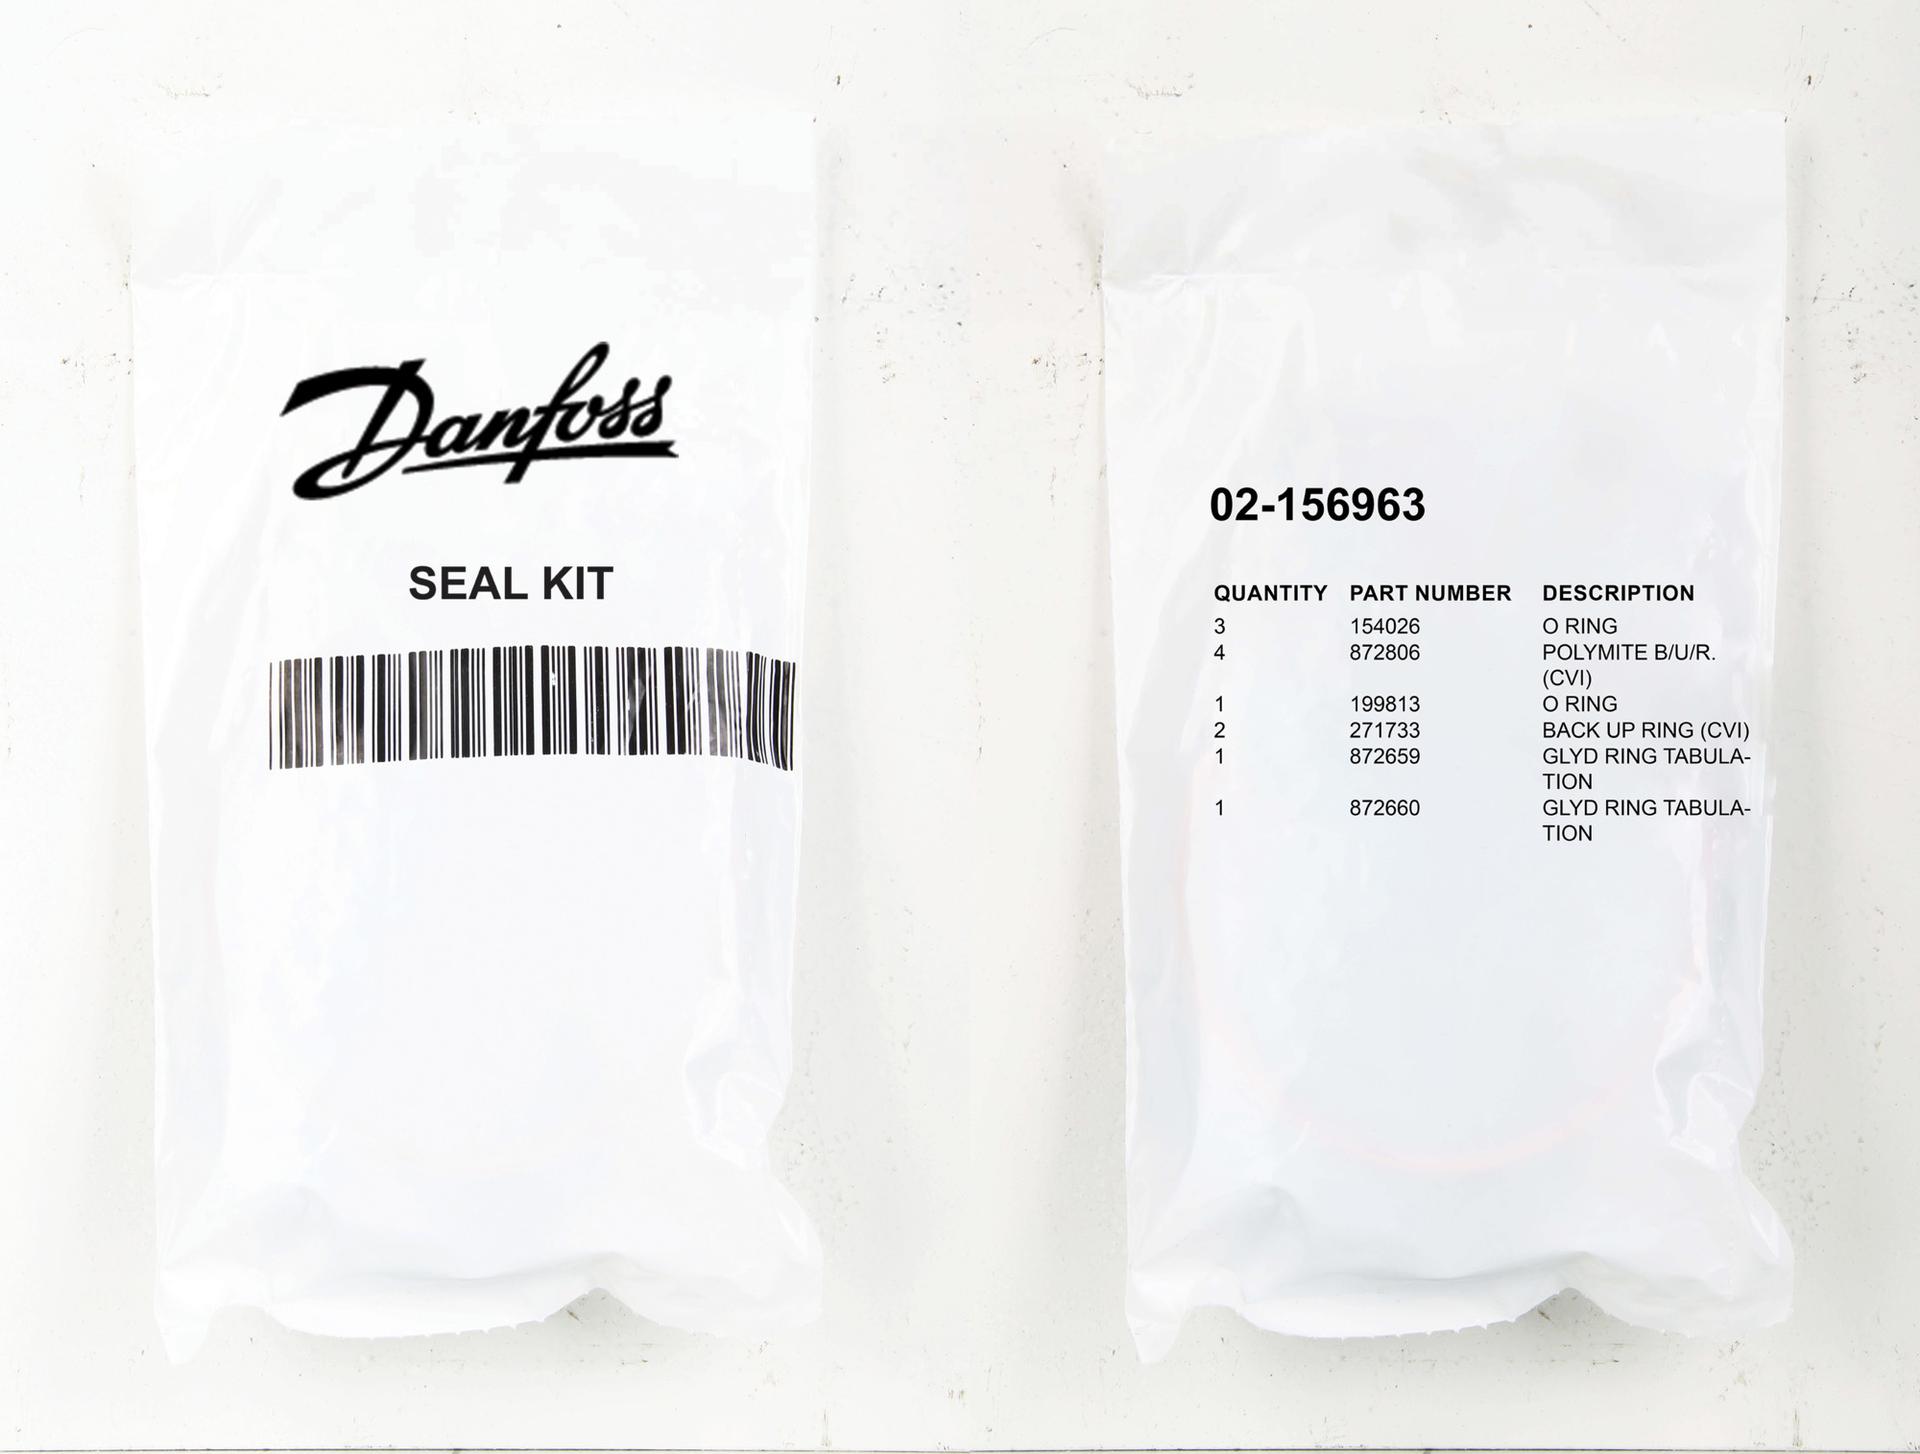 Danfoss
SEAL KIT
02-156963
QUANTITY PART NUMBER DESCRIPTION
3 154026 O RING
4 872806 POLYMITE B/U/R.
(CVI)
1 199813 O RING
2 271733 BACK UP RING (CVI)
1 872659 GLYD RING TABULA-
TION
1 872660 GLYD RING TABULA-
TION